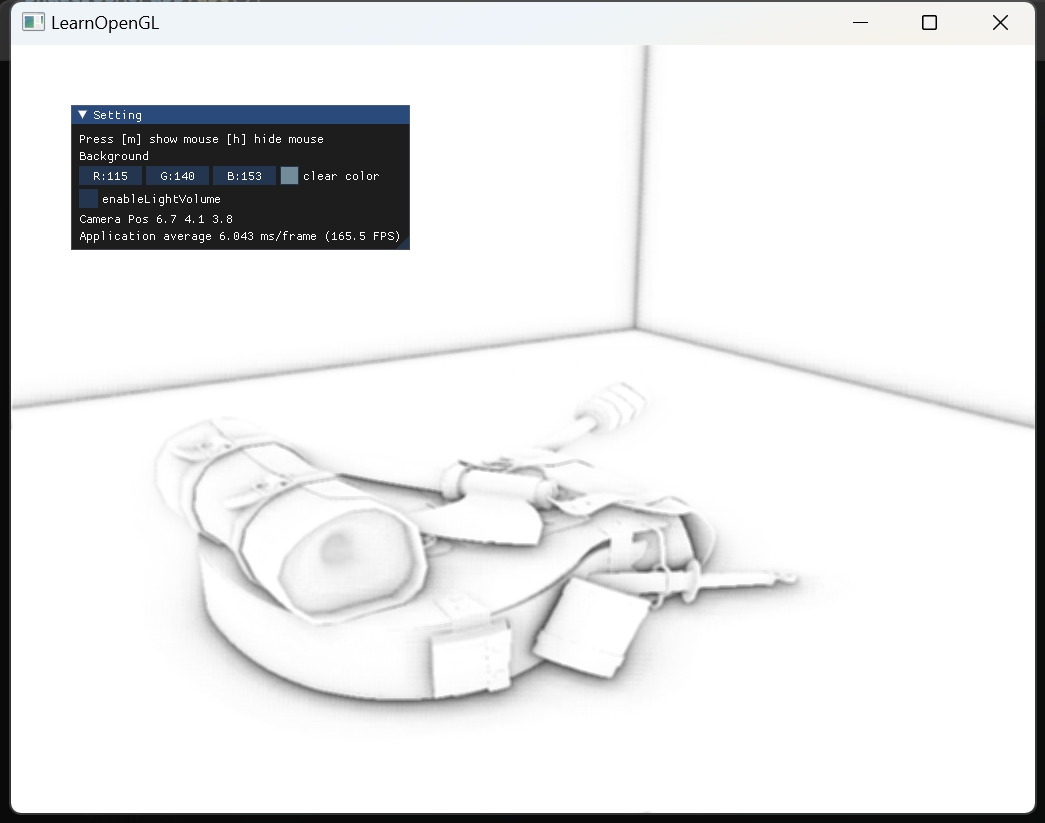 LearnOpenGL
Setting
Press [m] show mouse [h] hide mouse
Background
R:115 G:140 B:153 clear color
enableLightVolume
Camera Pos 6.7 4.1 3.8
Application average 6.043 ms/frame (165.5 FPS)